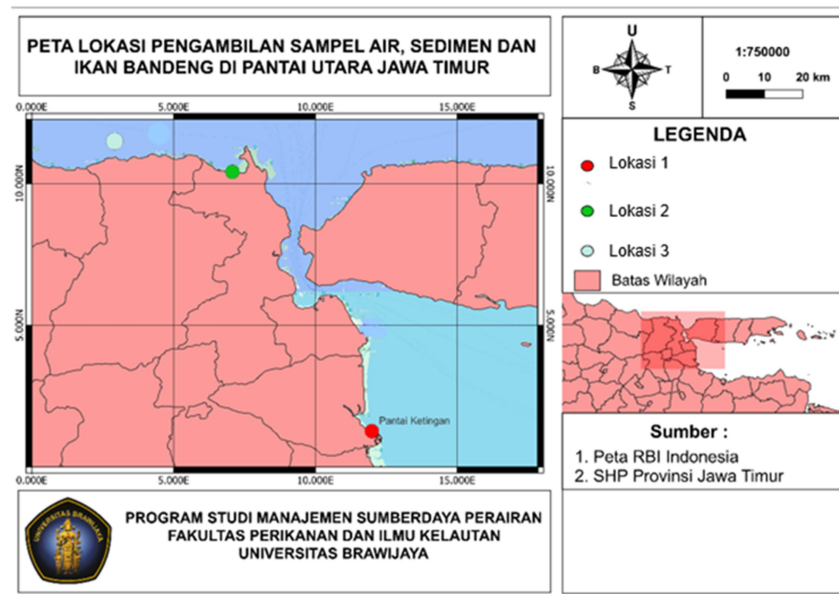 PETA LOKASI PENGAMBILAN SAMPEL AIR, SEDIMEN DAN
IKAN BANDENG DI PANTAI UTARA JAWA TIMUR
0.000E 5.000E 10.000E 15.000E
10.000N
5.000N
10.000N
5.000N
Pantai Ketingan
0.000E 5.000E 10.000E 15.000E
UNIVERSITAS BRAWIJAYA
PROGRAM STUDI MANAJEMEN SUMBERDAYA PERAIRAN
FAKULTAS PERIKANAN DAN ILMU KELAUTAN
UNIVERSITAS BRAWIJAYA
U
B T
S
1:750000
0 10 20 km
LEGENDA
Lokasi 1
Lokasi 2
Lokasi 3
Batas Wilayah
Sumber :
1. Peta RBI Indonesia
2. SHP Provinsi Jawa Timur